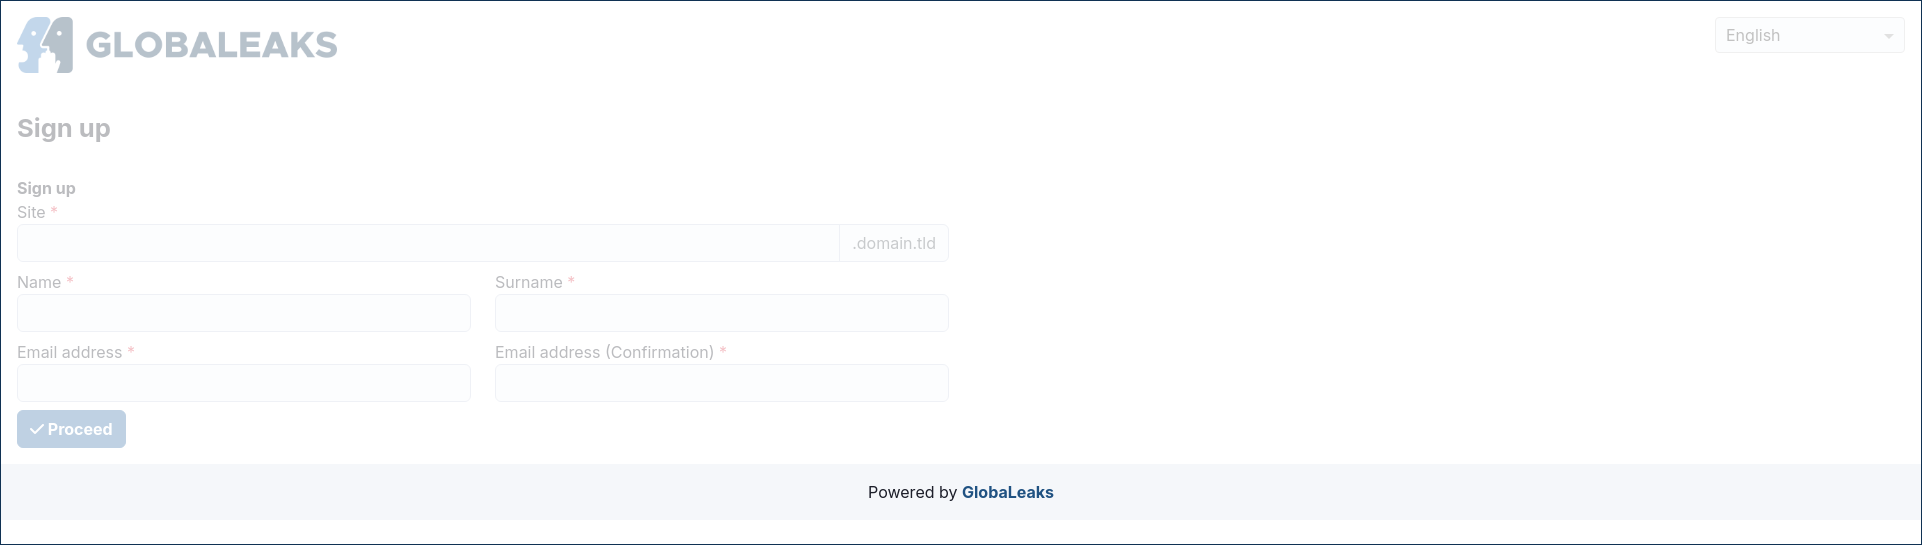 GLOBALEAKS
English
Sign up
Sign up
Site *
.domain.tld
Name *
Surname *
Email address *
Email address (Confirmation) *
Proceed
Powered by GlobaLeaks